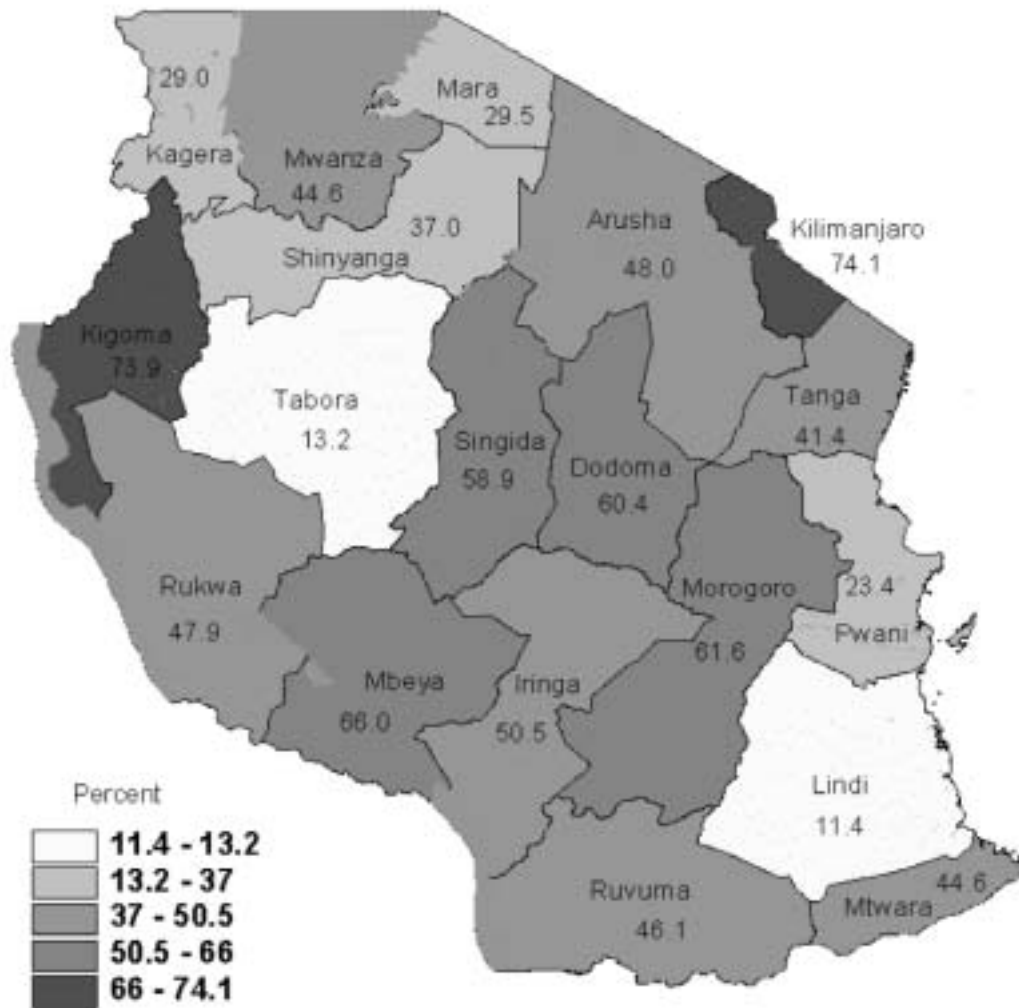 29.0
Mara
29.5
Kagera
Mwanza
44.6
37.0
Shinyanga
Arusha
48.0
Kilimanjaro
74.1
Kigoma
73.9
Tabora
13.2
Singida
58.9
Dodoma
60.4
Tanga
41.4
Rukwa
47.9
Morogoro
61.6
23.4
Pwani
Mbeya
66.0
Iringa
50.5
Lindi
11.4
Ruvuma
46.1
44.6
Mtwara
Percent
11.4 - 13.2
13.2 - 37
37 - 50.5
50.5 - 66
66 - 74.1